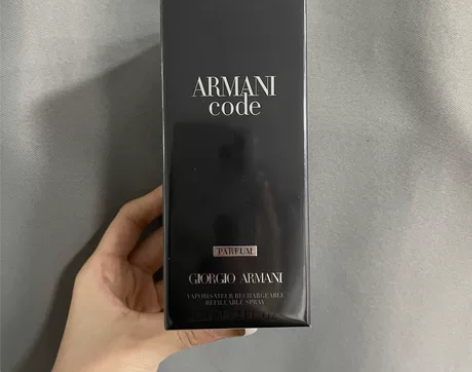 ARMANI
code
PARFUM
GIORGIO ARMANI
VAPORISATEUR RECHARGEABLE
REFILLABLE SPRAY